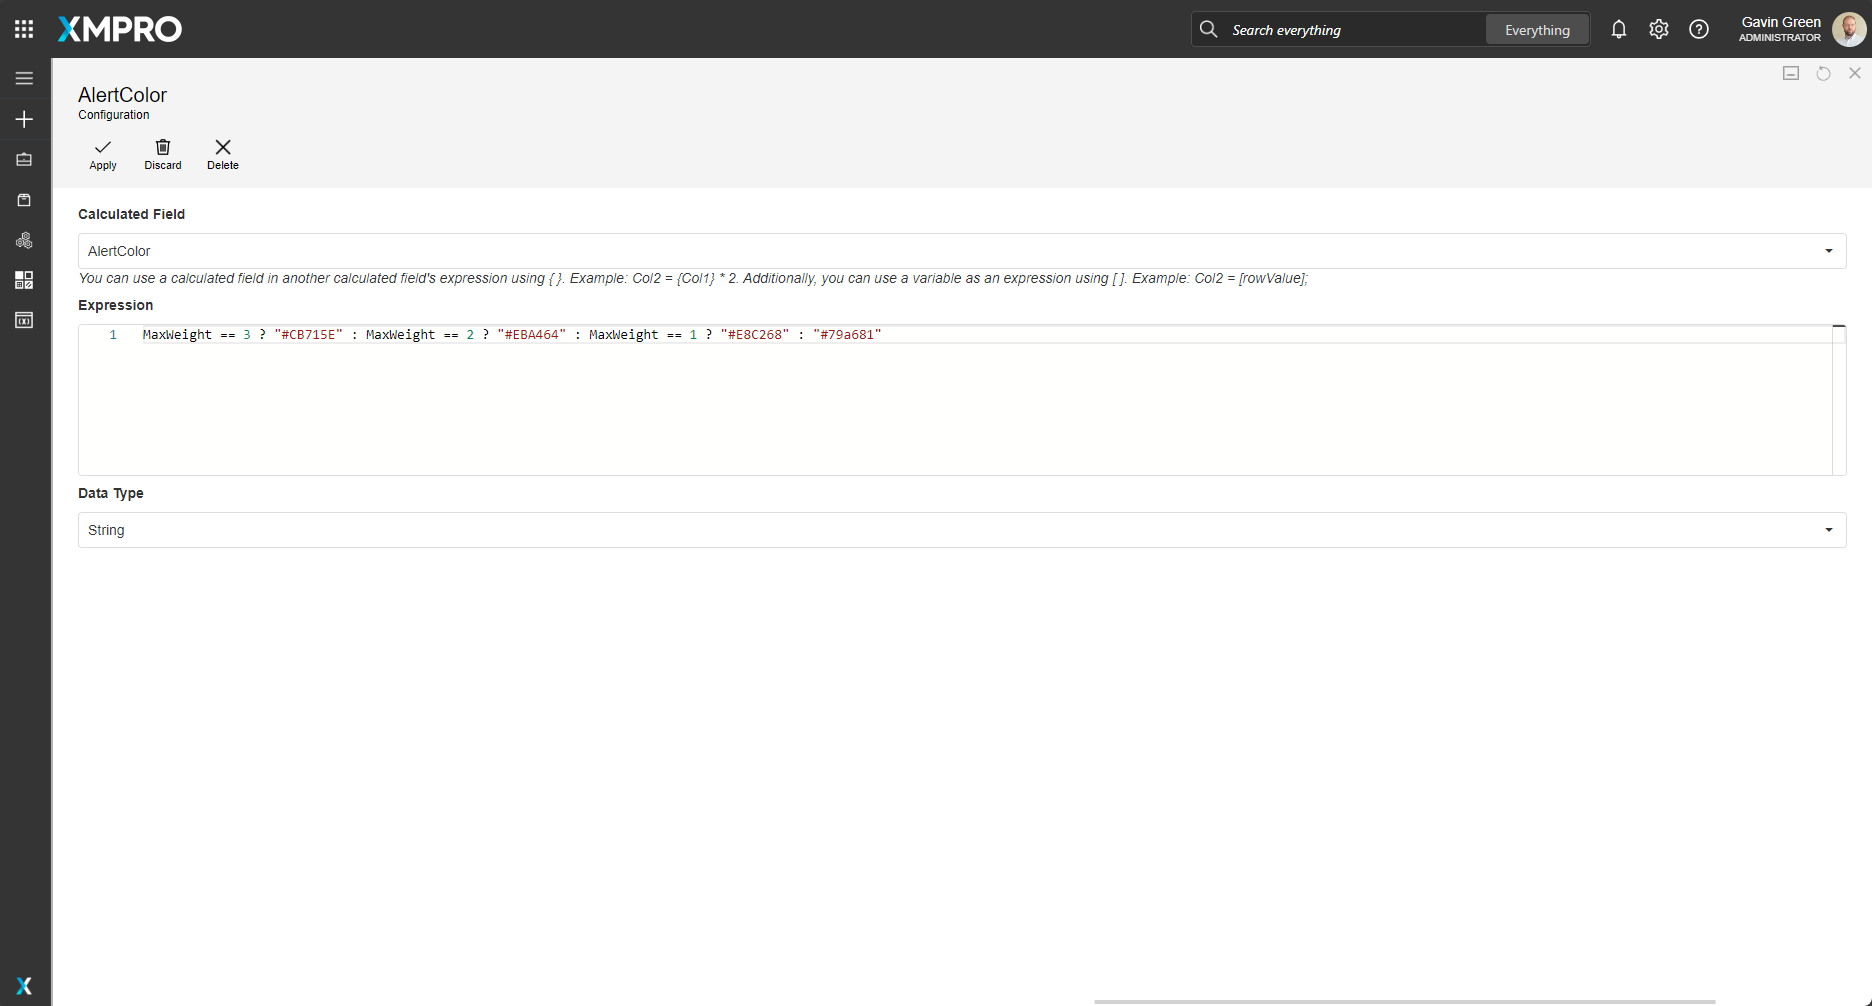 XMPRO
Search everything
Everything
Gavin Green
ADMINISTRATOR
AlertColor
Configuration
Apply
Discard
Delete
Calculated Field
AlertColor
You can use a calculated field in another calculated field's expression using { }. Example: Col2 = {Col1} * 2. Additionally, you can use a variable as an expression using [ ]. Example: Col2 = [rowValue];
Expression
1 MaxWeight == 3 ? "#CB715E" : MaxWeight == 2 ? "#EBA464" : MaxWeight == 1 ? "#E8C268" : "#79a681"
Data Type
String